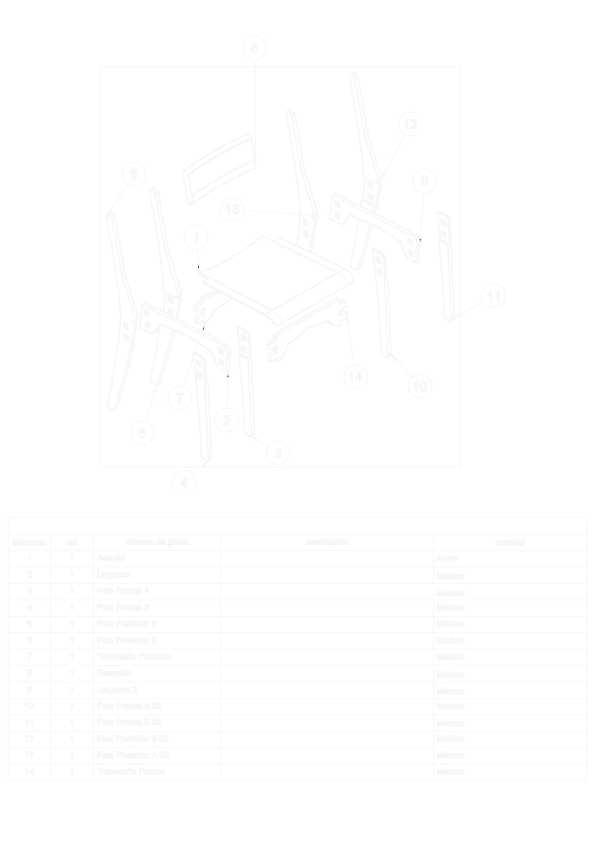 8
12
5
9
13
1
11
14
10
7
2
6
3
4
elemento ctd número de pieza descripción material
1 1 Asiento Acero
2 1 Larguero Madera
3 1 Pata Frontal A Madera
4 1 Pata Frontal B Madera
5 1 Pata Posterior B Madera
6 1 Pata Posterior A Madera
7 1 Travesaño Posterior Madera
8 1 Respaldo Madera
9 1 Larguero 2 Madera
10 1 Pata Frontal A 02 Madera
11 1 Pata Frontal B 02 Madera
12 1 Posterior B 02 Madera
13 1 Pata Posterior A 02 Madera
14 1 Travesaño Frontal Madera